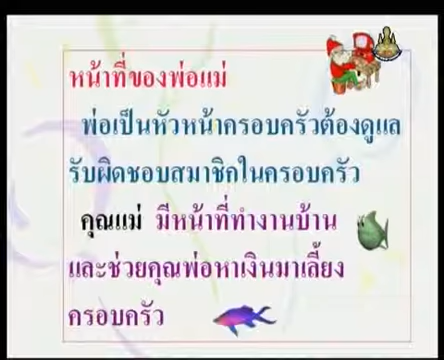 หน้าที่ของพ่อแม่
พ่อเป็นหัวหน้าครอบครัวต้องดูแล
รับผิดชอบสมาชิกในครอบครัว
คุณแม่ มีหน้าที่ทำงานบ้าน
และช่วยคุณพ่อหาเงินมาเลี้ยง
ครอบครัว